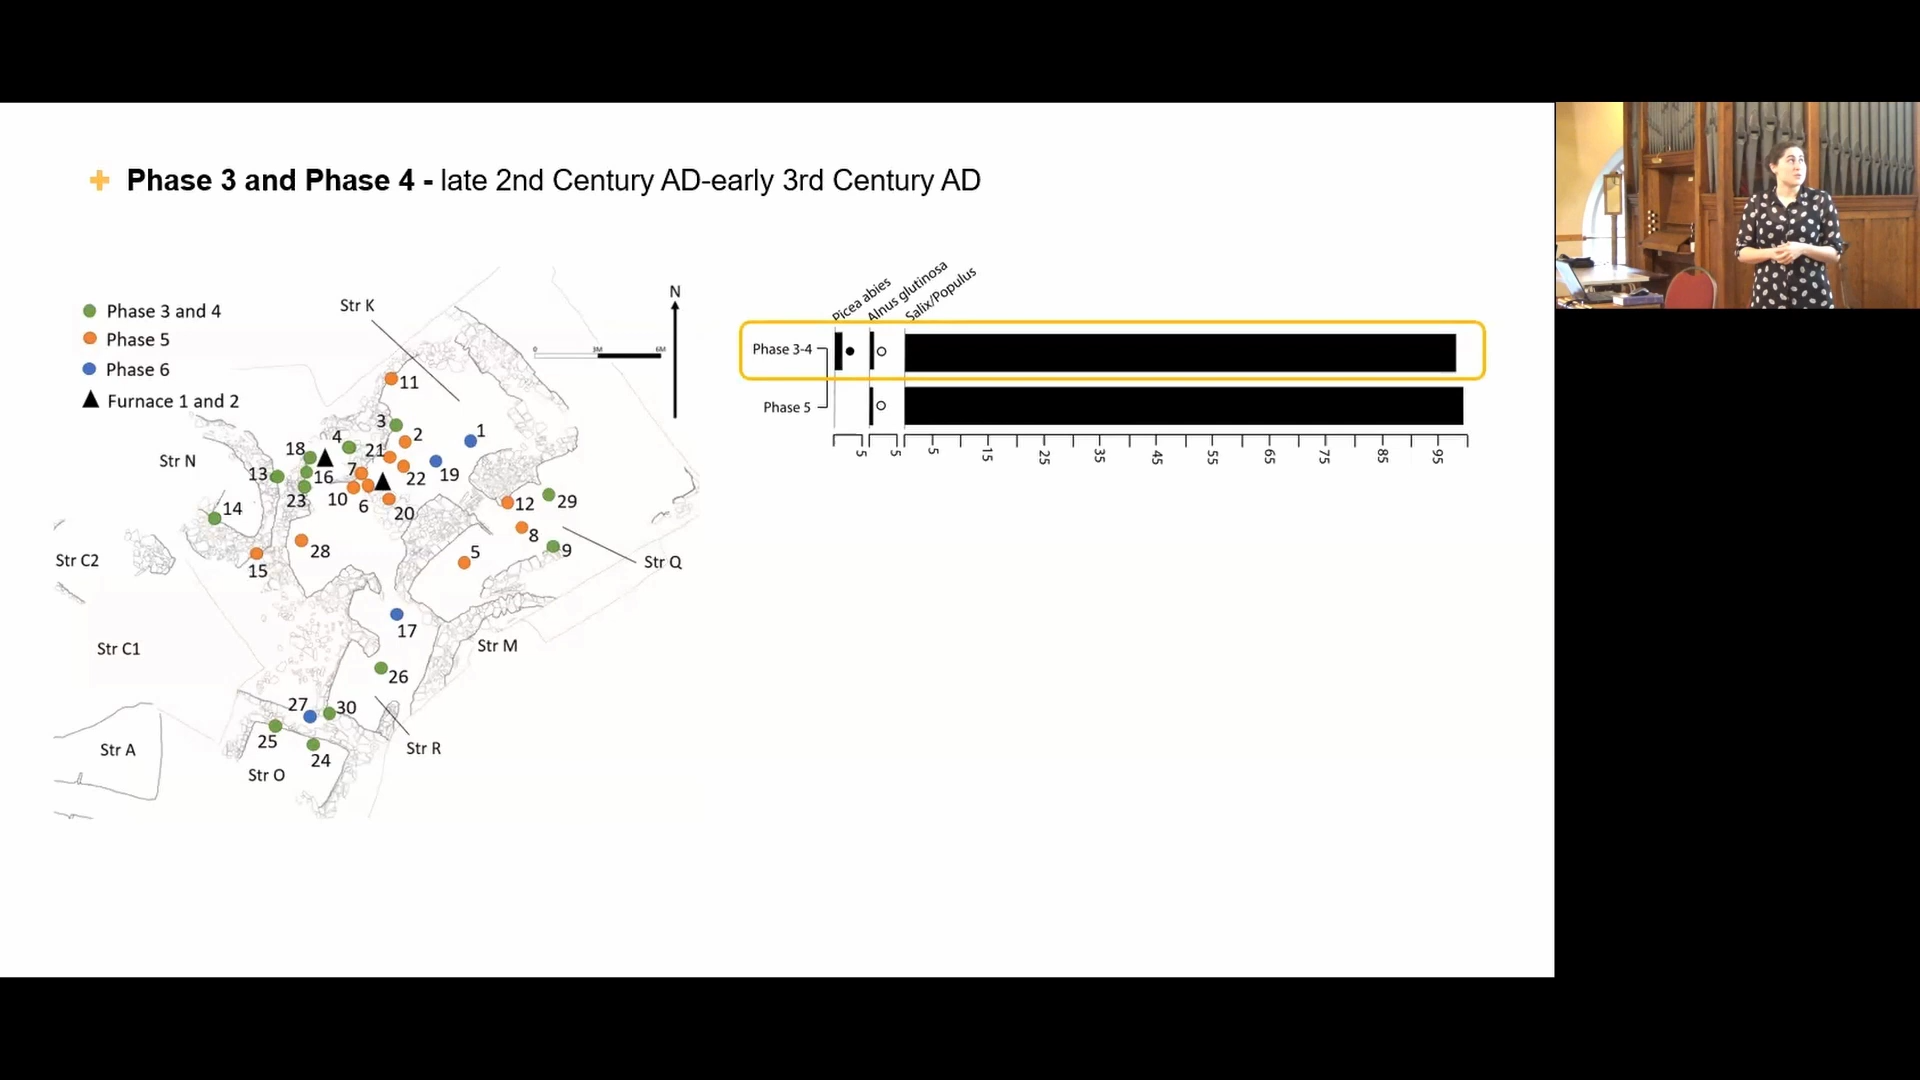 Phase 3 and Phase 4 - late 2nd Century AD-early 3rd Century AD
Phase 3 and 4
Phase 5
Phase 6
Furnace 1 and 2
Str K
N
0 3M 6M
11
3
2
1
4
21
18
7
22
19
13
16
23
10
6
20
12
29
14
28
8
9
5
15
Str N
Str C2
Str Q
17
Str C1
Str M
26
27
30
25
24
Str R
Str A
Str O
Picea abies
Alnus glutinosa
Salix/Populus
Phase 3-4
Phase 5
5 5 5 15 25 35 45 55 65 75 85 95